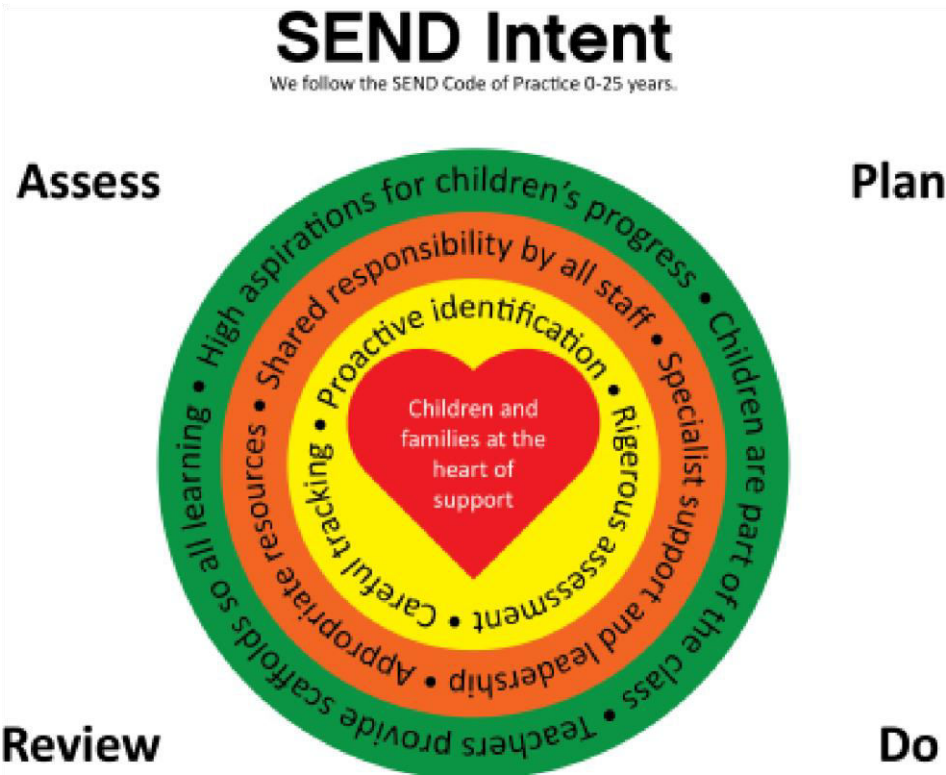 SEND Intent
We follow the SEND Code of Practice 0-25 years.
Assess
Plan
High aspirations for children's progress • Children are part of the class • Teachers provide scaffolds so all learning •
Shared responsibility by all staff • Specialist support and leadership • Appropriate resources •
Proactive identification • Rigerous assessment • Careful tracking •
Children and
families at the
heart of
support
Review
Do